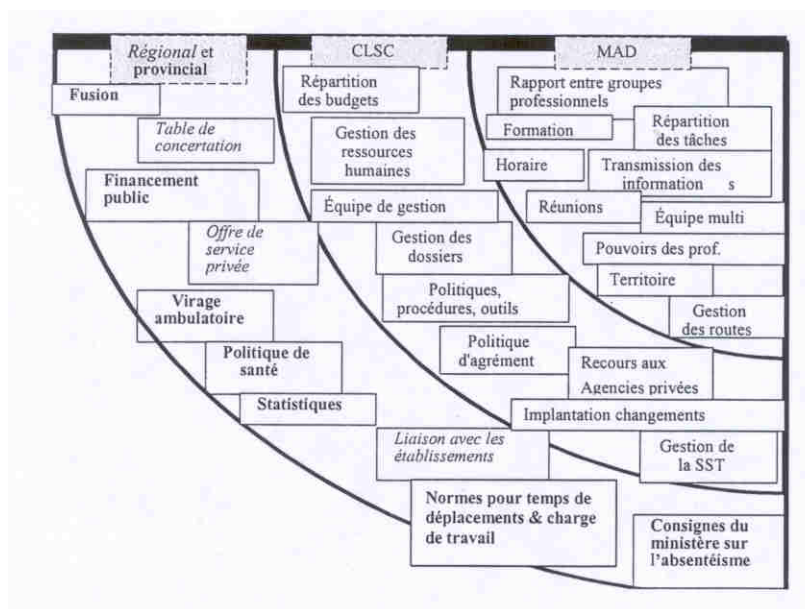 Régional et
provincial
CLSC
MAD
Fusion
Table de
concertation
Financement
public
Offre de
service
privée
Virage
ambulatoire
Politique de
santé
Statistiques
Liaison avec les
établissements
Normes pour temps de
déplacements & charge
de travail
Consignes du
ministère sur
l'absentéisme
Répartition
des budgets
Gestion des
ressources
humaines
Équipe de gestion
Gestion des
dossiers
Politiques,
procédures, outils
Politique
d'agrément
Recours aux
Agencies privées
Implantation changements
Gestion de
la SST
Rapport entre groupes
professionnels
Formation
Répartition
des tâches
Horaire
Transmission des
information s
Réunions
Équipe multi
Pouvoirs des prof.
Territoire
Gestion
des routes